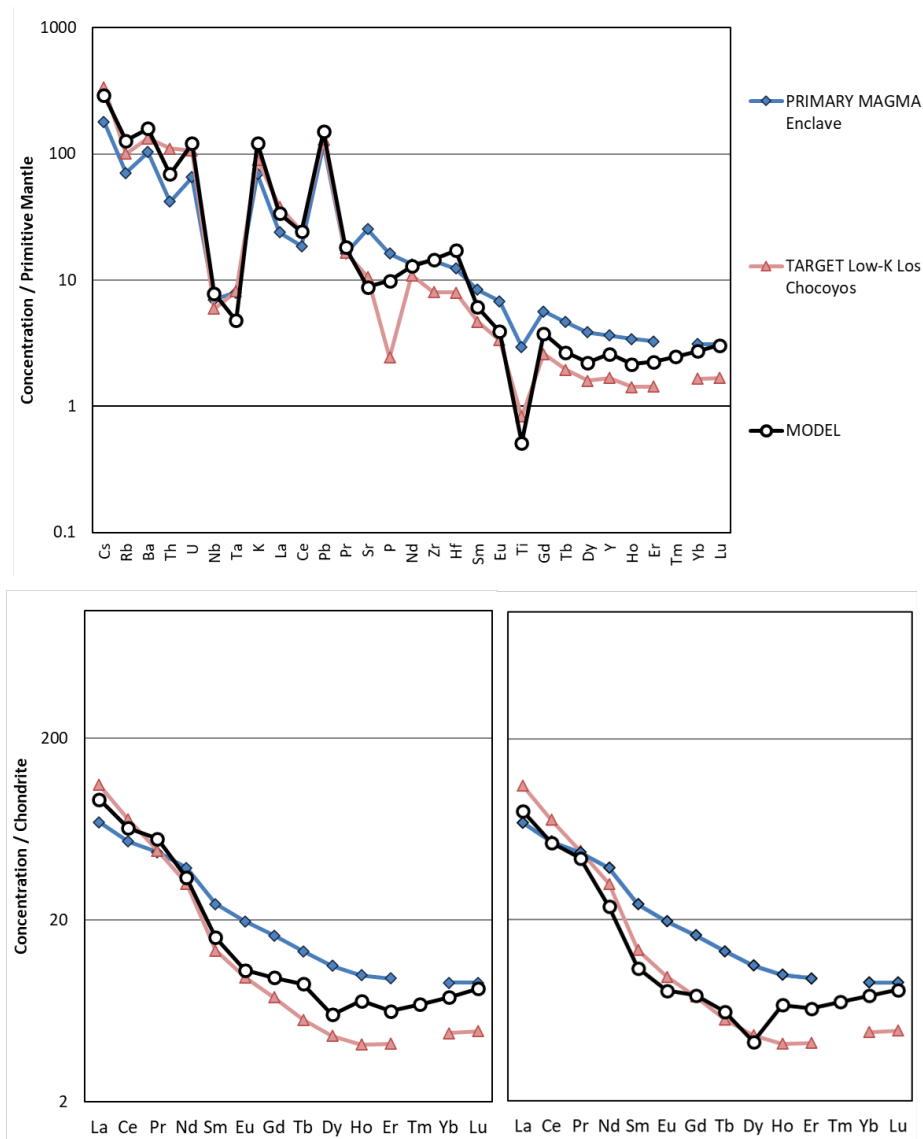 1000
100
10
1
0.1
Concentration / Primitive Mantle
Cs Rb Ba Th U Nb Ta K La Ce Pb Pr Sr P Nd Zr Hf Sm Eu Ti Gd Tb Dy Y Ho Er Tm Yb Lu
PRIMARY MAGMA
Enclave
TARGET Low-K Los
Chocoyos
MODEL
200
20
2
Concentration / Chondrite
La Ce Pr Nd Sm Eu Gd Tb Dy Ho Er Tm Yb Lu
La Ce Pr Nd Sm Eu Gd Tb Dy Ho Er Tm Yb Lu